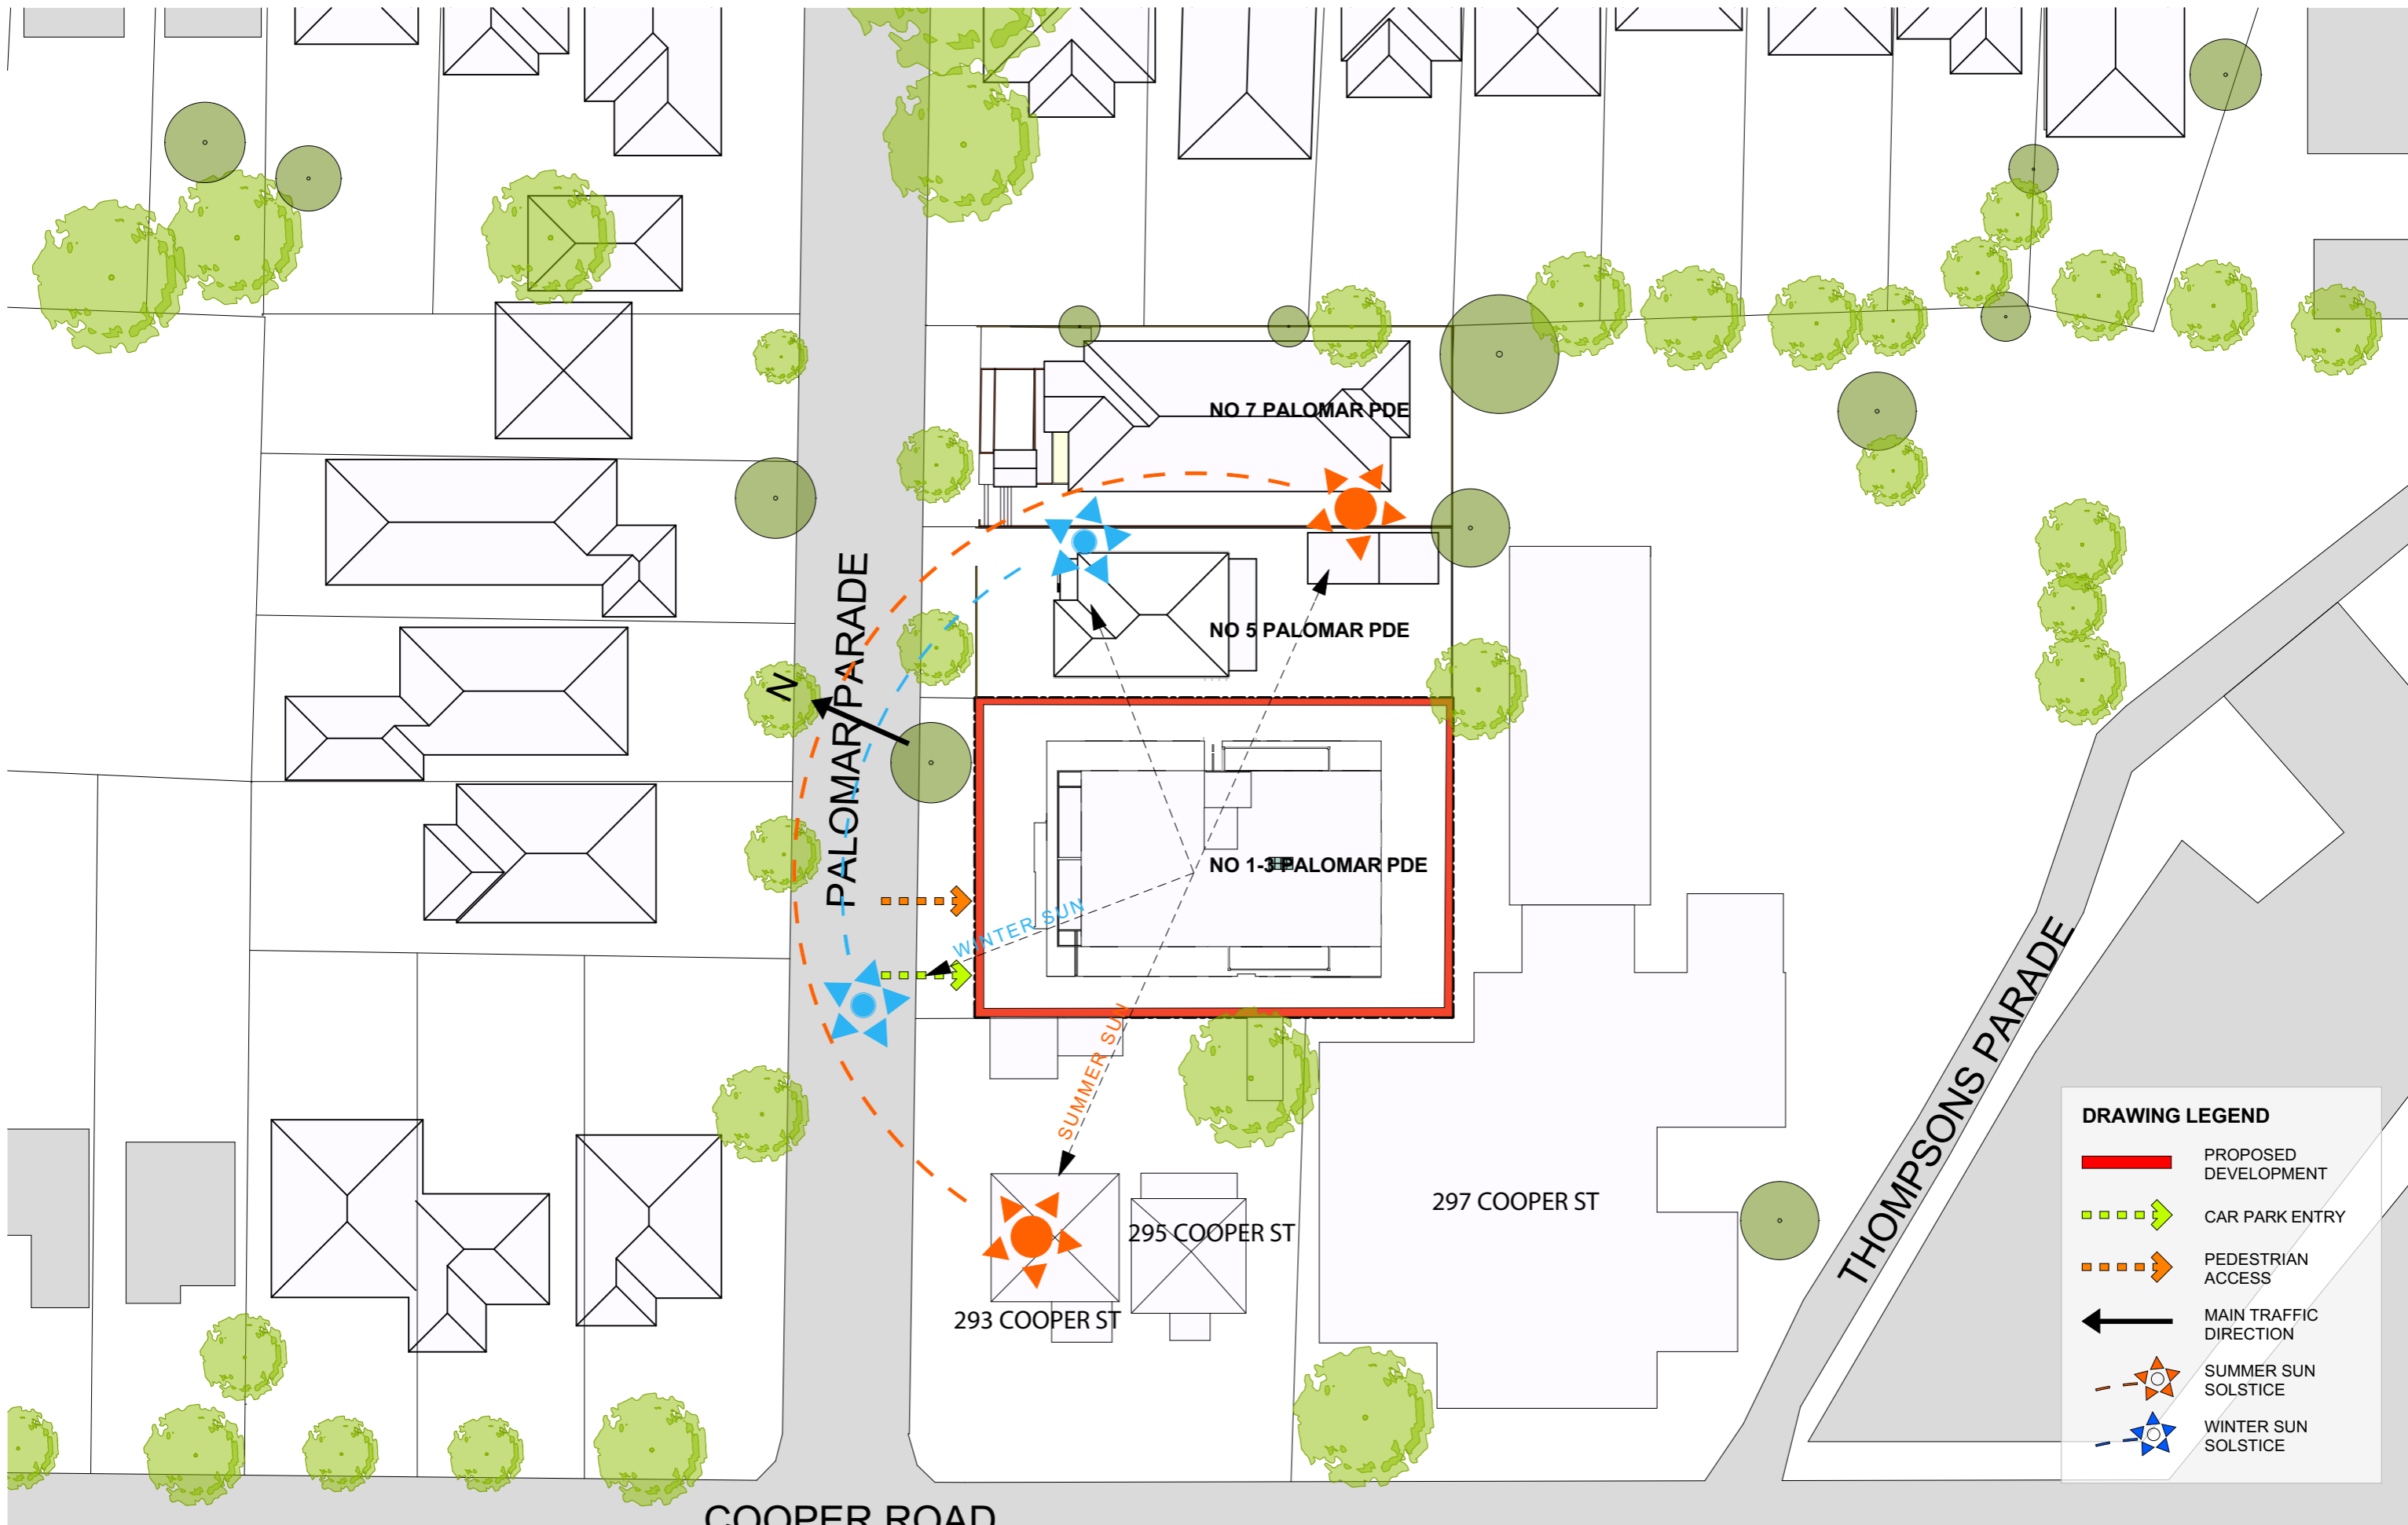 NO 7 PALOMAR PDE
PALOMAR PARADE
NO 5 PALOMAR PDE
N
NO 1-3 PALOMAR PDE
WINTER SUN
SUMMER SUN
THOMPSONS PARADE
297 COOPER ST
295 COOPER ST
293 COOPER ST
COOPER ROAD
DRAWING LEGEND
PROPOSED
DEVELOPMENT
CAR PARK ENTRY
PEDESTRIAN
ACCESS
MAIN TRAFFIC
DIRECTION
SUMMER SUN
SOLSTICE
WINTER SUN
SOLSTICE